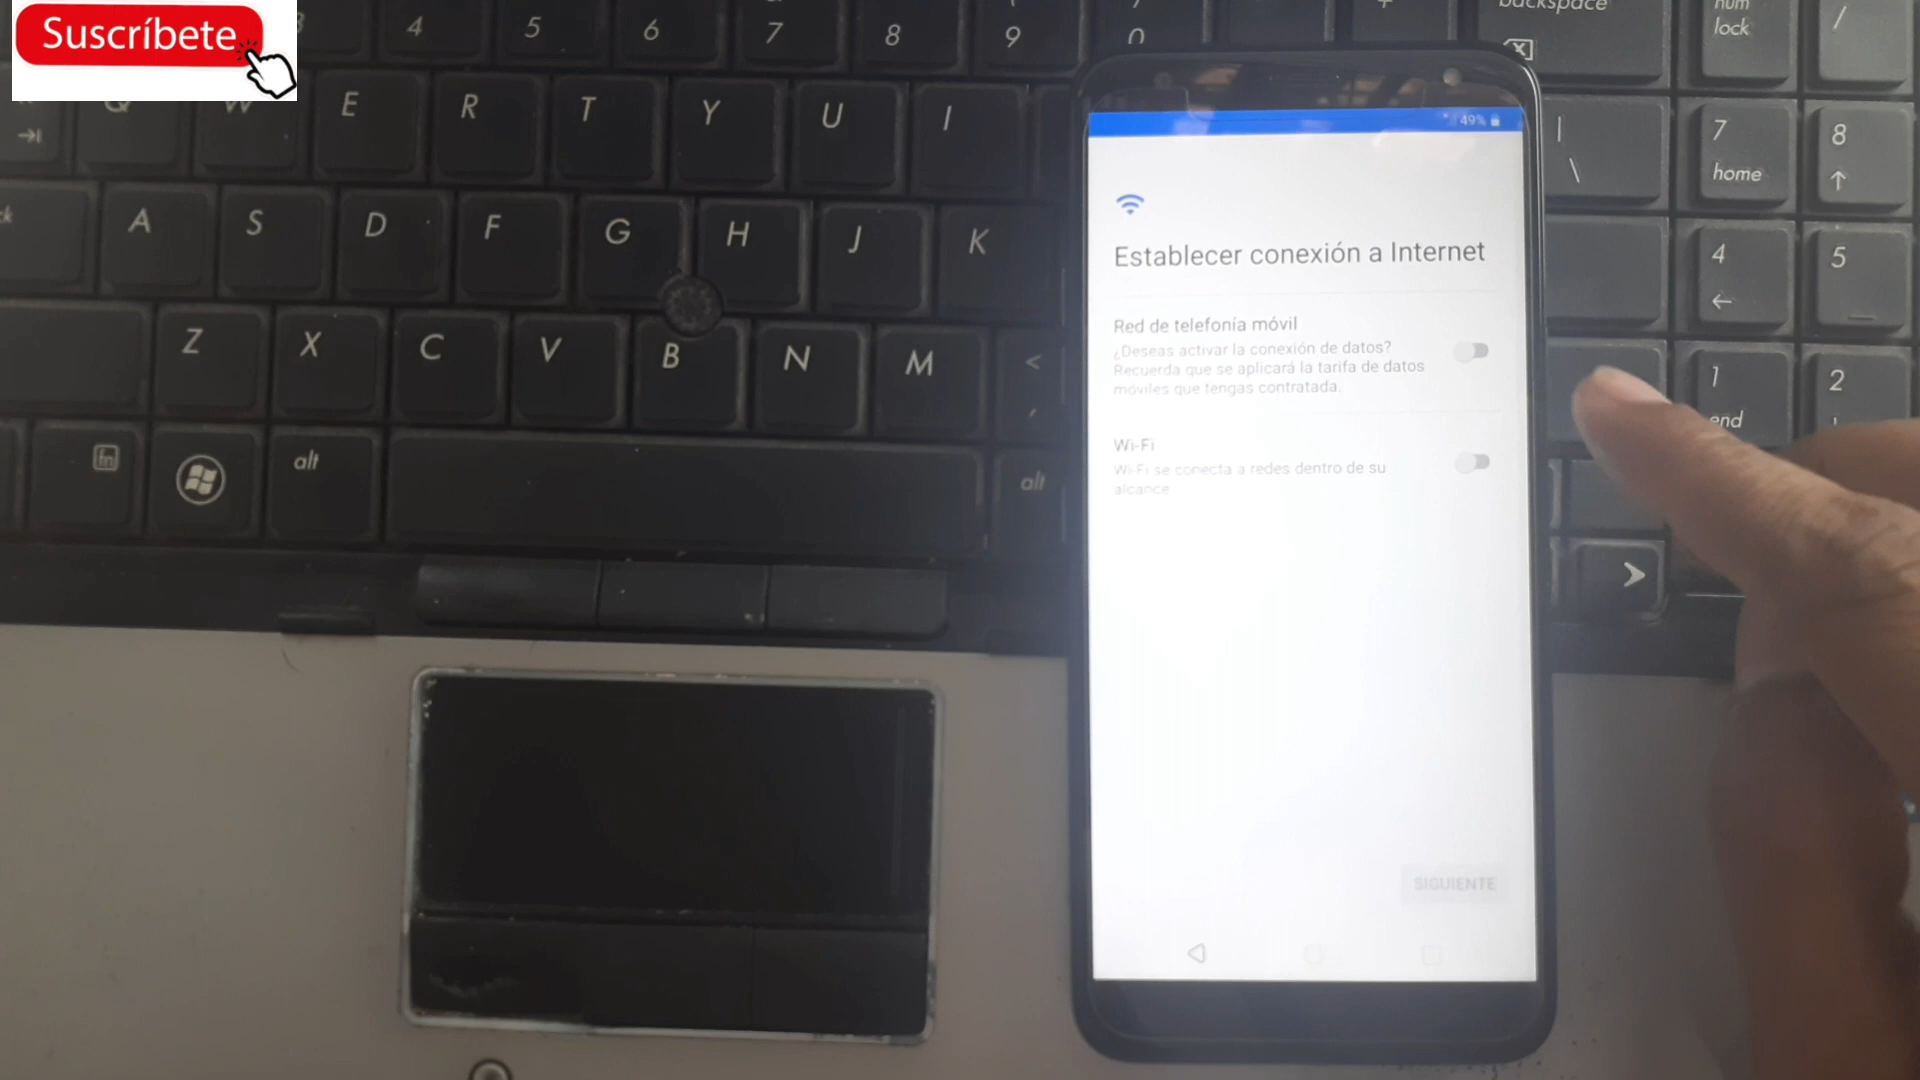 Suscríbete
4 5 6 7 8 9 0
backspace
num
lock
/
Q W E R T Y U I
|
\
7
home
8
A S D F G H J K
4
5
Z X C V B N M <
,
1
end
2
fn
alt
alt
49%
Establecer conexión a Internet
Red de telefonía móvil
¿Deseas activar la conexión de datos?
Recuerda que se aplicará la tarifa de datos
móviles que tengas contratada.
Wi-Fi
Wi-Fi se conecta a redes dentro de su
alcance
SIGUIENTE